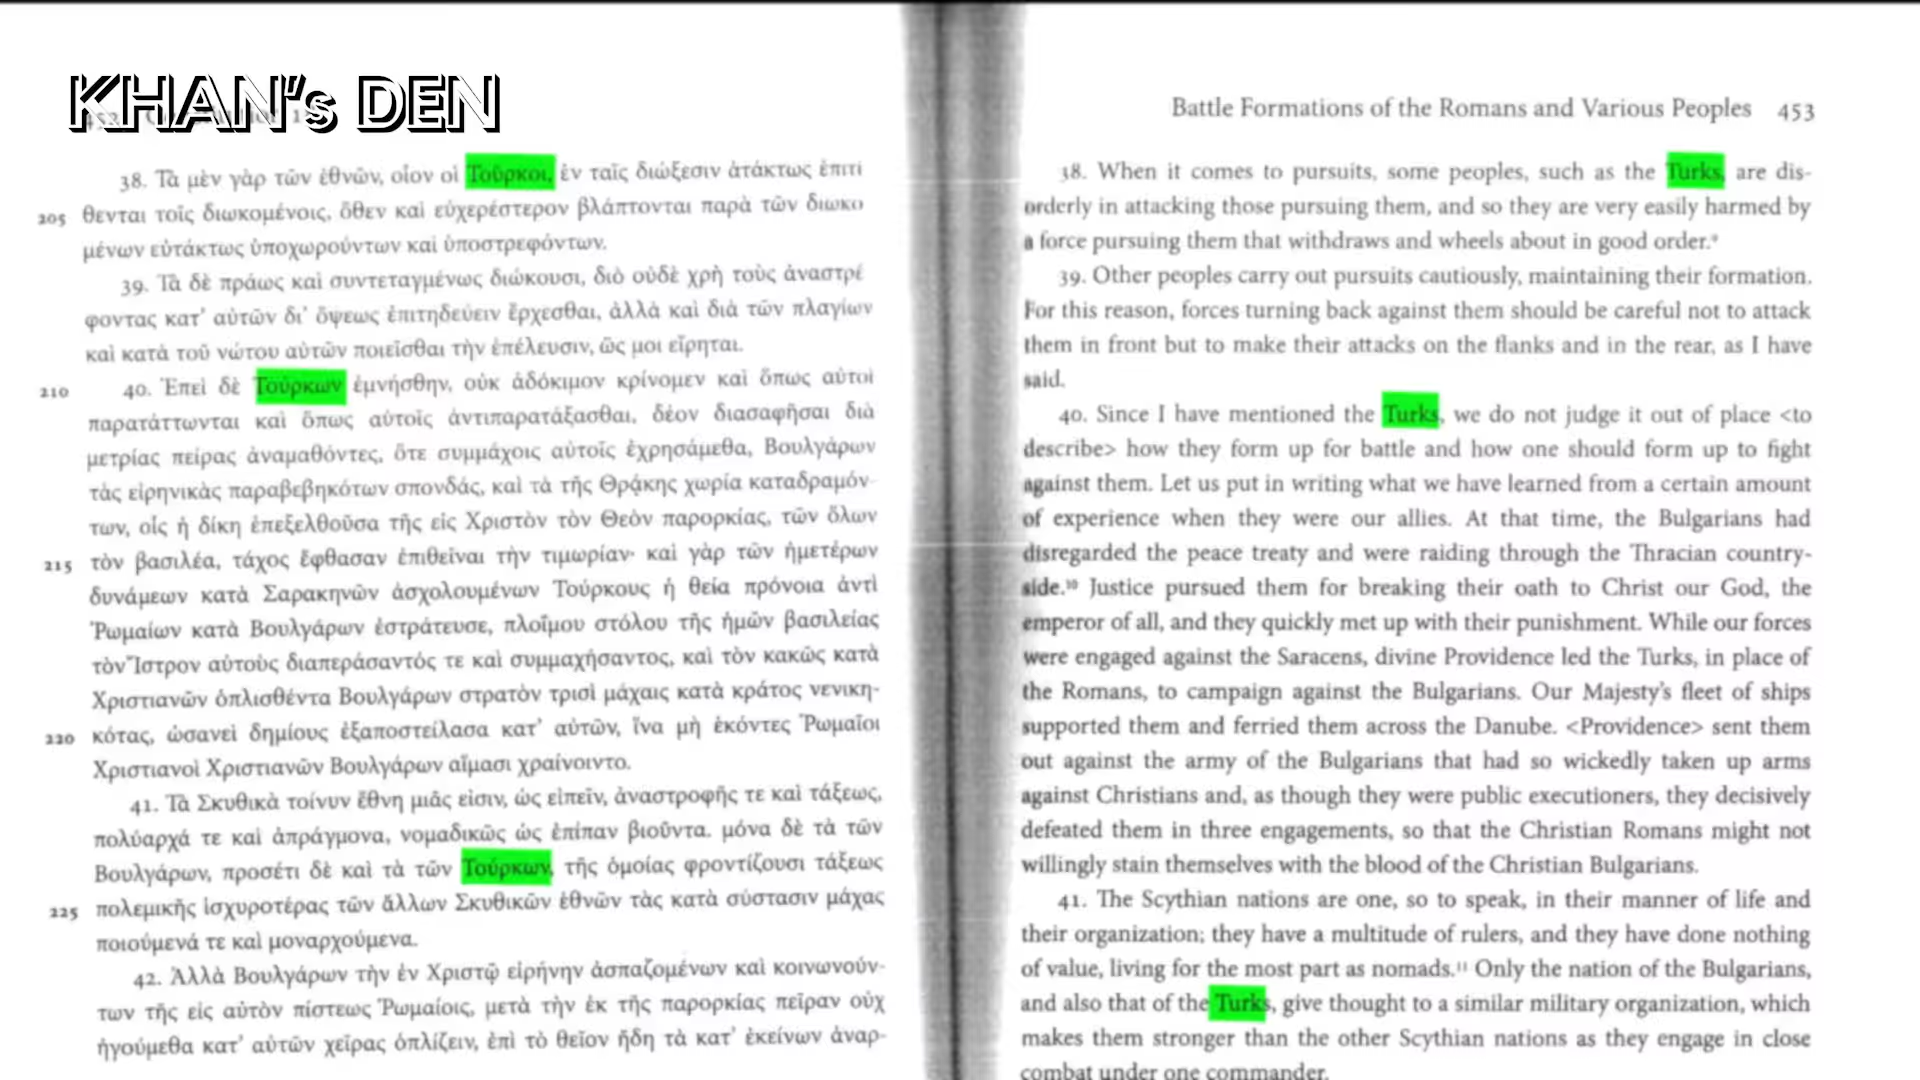 KHAN's DEN
38. Τὰ μὲν γὰρ τῶν ἐθνῶν, οἷον οἱ Τοῦρκοι, ἐν ταῖς διώξεσιν ἀτάκτως ἐπιτί
205 θενται τοῖς διωκομένοις, ὅθεν καὶ εὐχερέστερον βλάπτονται παρὰ τῶν διωκο
μένων εὐτάκτως ὑποχωρούντων καὶ ὑποστρεφόντων.
39. Τὰ δὲ πράως καὶ συντεταγμένως διώκουσι, διὸ οὐδὲ χρὴ τοὺς ἀναστρέ
φοντας κατ' αὐτῶν δι' ὄψεως ἐπιτηδεύειν ἔρχεσθαι, ἀλλὰ καὶ διὰ τῶν πλαγίων
καὶ κατὰ τοῦ νώτου αὐτῶν ποιεῖσθαι τὴν ἐπέλευσιν, ὥς μοι εἴρηται.
210 40. Ἐπεὶ δὲ Τούρκων ἐμνήσθην, οὐκ ἀδόκιμον κρίνομεν καὶ ὅπως αὐτοὶ
παρατάττωνται καὶ ὅπως αὐτοῖς ἀντιπαρατάξασθαι, δέον διασαφῆσαι διὰ
μετρίας πείρας ἀναμαθόντες, ὅτε συμμάχοις αὐτοῖς ἐχρησάμεθα, Βουλγάρων
τὰς εἰρηνικὰς παραβεβηκότων σπονδάς, καὶ τὰ τῆς Θρᾴκης χωρία καταδραμόν-
των, οἷς ἡ δίκη ἐπεξελθοῦσα τῆς εἰς Χριστὸν τὸν Θεὸν παρορκίας, τῶν ὅλων
215 τὸν βασιλέα, τάχος ἔφθασαν ἐπιθεῖναι τὴν τιμωρίαν· καὶ γὰρ τῶν ἡμετέρων
δυνάμεων κατὰ Σαρακηνῶν ἀσχολουμένων Τούρκους ἡ θεία πρόνοια ἀντὶ
Ῥωμαίων κατὰ Βουλγάρων ἐστράτευσε, πλοΐμου στόλου τῆς ἡμῶν βασιλείας
τὸν Ἴστρον αὐτοὺς διαπεράσαντός τε καὶ συμμαχήσαντος, καὶ τὸν κακῶς κατὰ
Χριστιανῶν ὁπλισθέντα Βουλγάρων στρατὸν τρισὶ μάχαις κατὰ κράτος νενικη-
220 κότας, ὡσανεὶ δημίους ἐξαποστείλασα κατ' αὐτῶν, ἵνα μὴ ἑκόντες Ῥωμαῖοι
Χριστιανοὶ Χριστιανῶν Βουλγάρων αἵμασι χραίνοιντο.
41. Τὰ Σκυθικὰ τοίνυν ἔθνη μιᾶς εἰσιν, ὡς εἰπεῖν, ἀναστροφῆς τε καὶ τάξεως,
πολύαρχά τε καὶ ἀπράγμονα, νομαδικῶς ὡς ἐπίπαν βιοῦντα. μόνα δὲ τὰ τῶν
Βουλγάρων, προσέτι δὲ καὶ τὰ τῶν Τούρκων, τῆς ὁμοίας φροντίζουσι τάξεως
225 πολεμικῆς ἰσχυροτέρας τῶν ἄλλων Σκυθικῶν ἐθνῶν τὰς κατὰ σύστασιν μάχας
ποιούμενά τε καὶ μοναρχούμενα.
42. Ἀλλὰ Βουλγάρων τὴν ἐν Χριστῷ εἰρήνην ἀσπαζομένων καὶ κοινωνούν-
των τῆς εἰς αὐτὸν πίστεως Ῥωμαίοις, μετὰ τὴν ἐκ τῆς παρορκίας πεῖραν οὐχ
ἡγούμεθα κατ' αὐτῶν χεῖρας ὁπλίζειν, ἐπὶ τὸ θεῖον ἤδη τὰ κατ' ἐκείνων ἀναρ-
Battle Formations of the Romans and Various Peoples 453
38. When it comes to pursuits, some peoples, such as the Turks, are dis-
orderly in attacking those pursuing them, and so they are very easily harmed by
a force pursuing them that withdraws and wheels about in good order.⁹
39. Other peoples carry out pursuits cautiously, maintaining their formation.
For this reason, forces turning back against them should be careful not to attack
them in front but to make their attacks on the flanks and in the rear, as I have
said.
40. Since I have mentioned the Turks, we do not judge it out of place <to
describe> how they form up for battle and how one should form up to fight
against them. Let us put in writing what we have learned from a certain amount
of experience when they were our allies. At that time, the Bulgarians had
disregarded the peace treaty and were raiding through the Thracian country-
side.¹⁰ Justice pursued them for breaking their oath to Christ our God, the
emperor of all, and they quickly met up with their punishment. While our forces
were engaged against the Saracens, divine Providence led the Turks, in place of
the Romans, to campaign against the Bulgarians. Our Majesty's fleet of ships
supported them and ferried them across the Danube. <Providence> sent them
out against the army of the Bulgarians that had so wickedly taken up arms
against Christians and, as though they were public executioners, they decisively
defeated them in three engagements, so that the Christian Romans might not
willingly stain themselves with the blood of the Christian Bulgarians.
41. The Scythian nations are one, so to speak, in their manner of life and
their organization; they have a multitude of rulers, and they have done nothing
of value, living for the most part as nomads.¹¹ Only the nation of the Bulgarians,
and also that of the Turks, give thought to a similar military organization, which
makes them stronger than the other Scythian nations as they engage in close
combat under one commander.